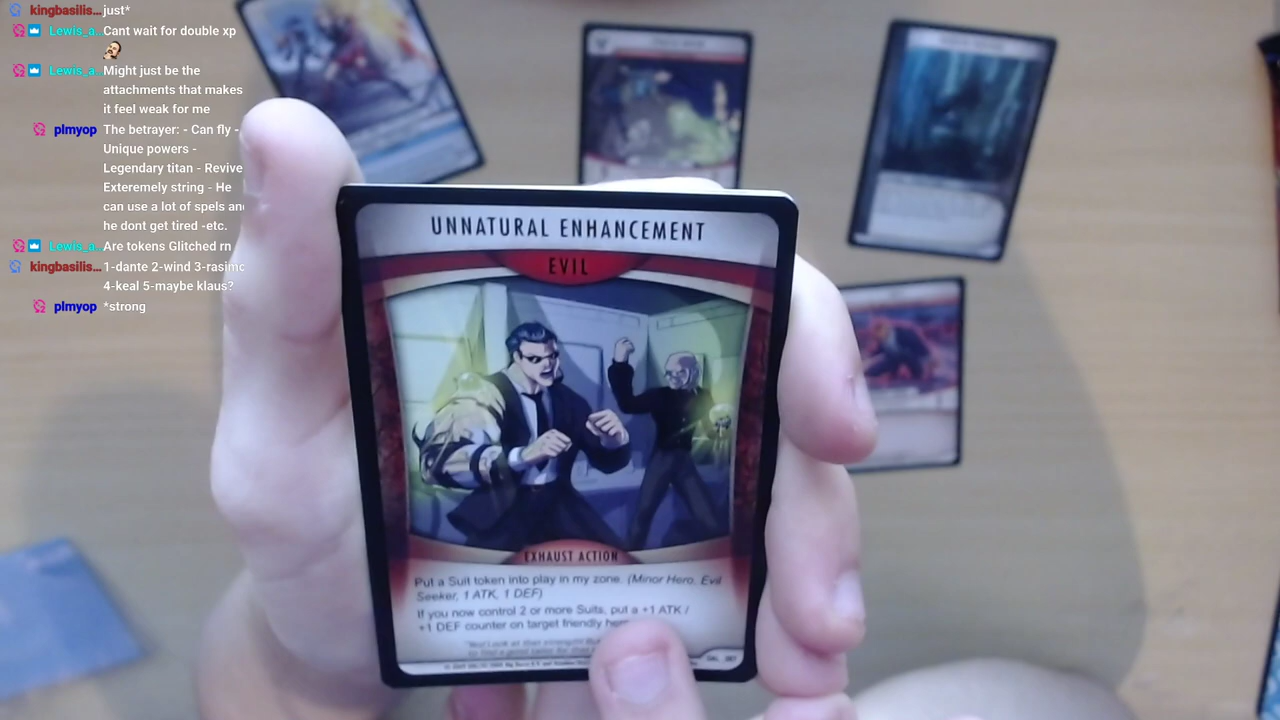 kingbasilis... just*
Lewis_a... Cant wait for double xp
Lewis_a... Might just be the
attachments that makes
it feel weak for me
plmyop The betrayer: - Can fly -
Unique powers -
Legendary titan - Revive
Exteremely string - He
can use a lot of spels and
he dont get tired -etc.
Lewis_a... Are tokens Glitched rn
kingbasilis... 1-dante 2-wind 3-rasimo
4-keal 5-maybe klaus?
plmyop *strong
UNNATURAL ENHANCEMENT
EVIL
EXHAUST ACTION
Put a Suit token into play in my zone. (Minor Hero, Evil
Seeker, 1 ATK, 1 DEF)
If you now control 2 or more Suits, put a +1 ATK /
+1 DEF counter on target friendly